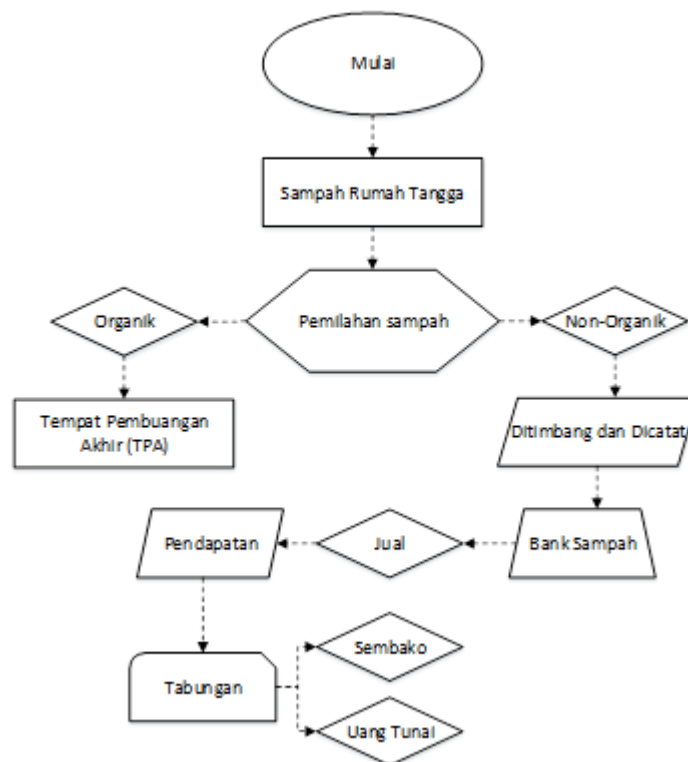 Mulai
Sampah Rumah Tangga
Organik
Pemilahan sampah
Non-Organik
Tempat Pembuangan
Akhir (TPA)
Ditimbang dan Dicatat
Pendapatan
Jual
Bank Sampah
Sembako
Tabungan
Uang Tunai